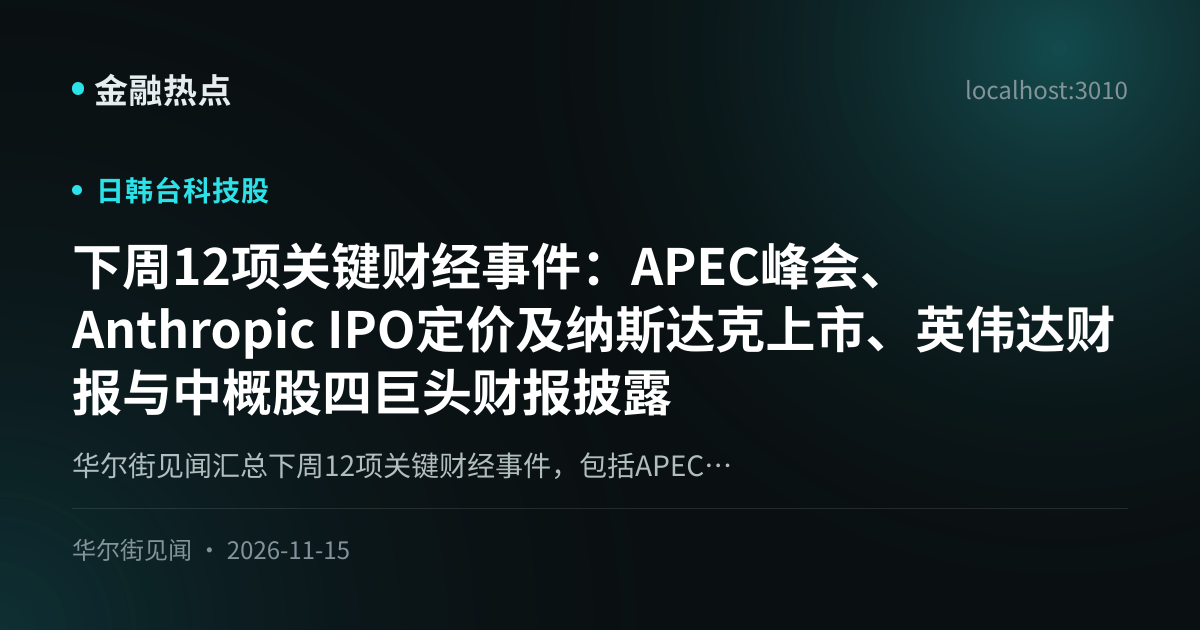 金融热点
localhost:3010
日韩台科技股
下周12项关键财经事件：APEC峰会、
Anthropic IPO定价及纳斯达克上市、英伟达财
报与中概股四巨头财报披露
华尔街见闻汇总下周12项关键财经事件，包括APEC…
华尔街见闻 · 2026-11-15